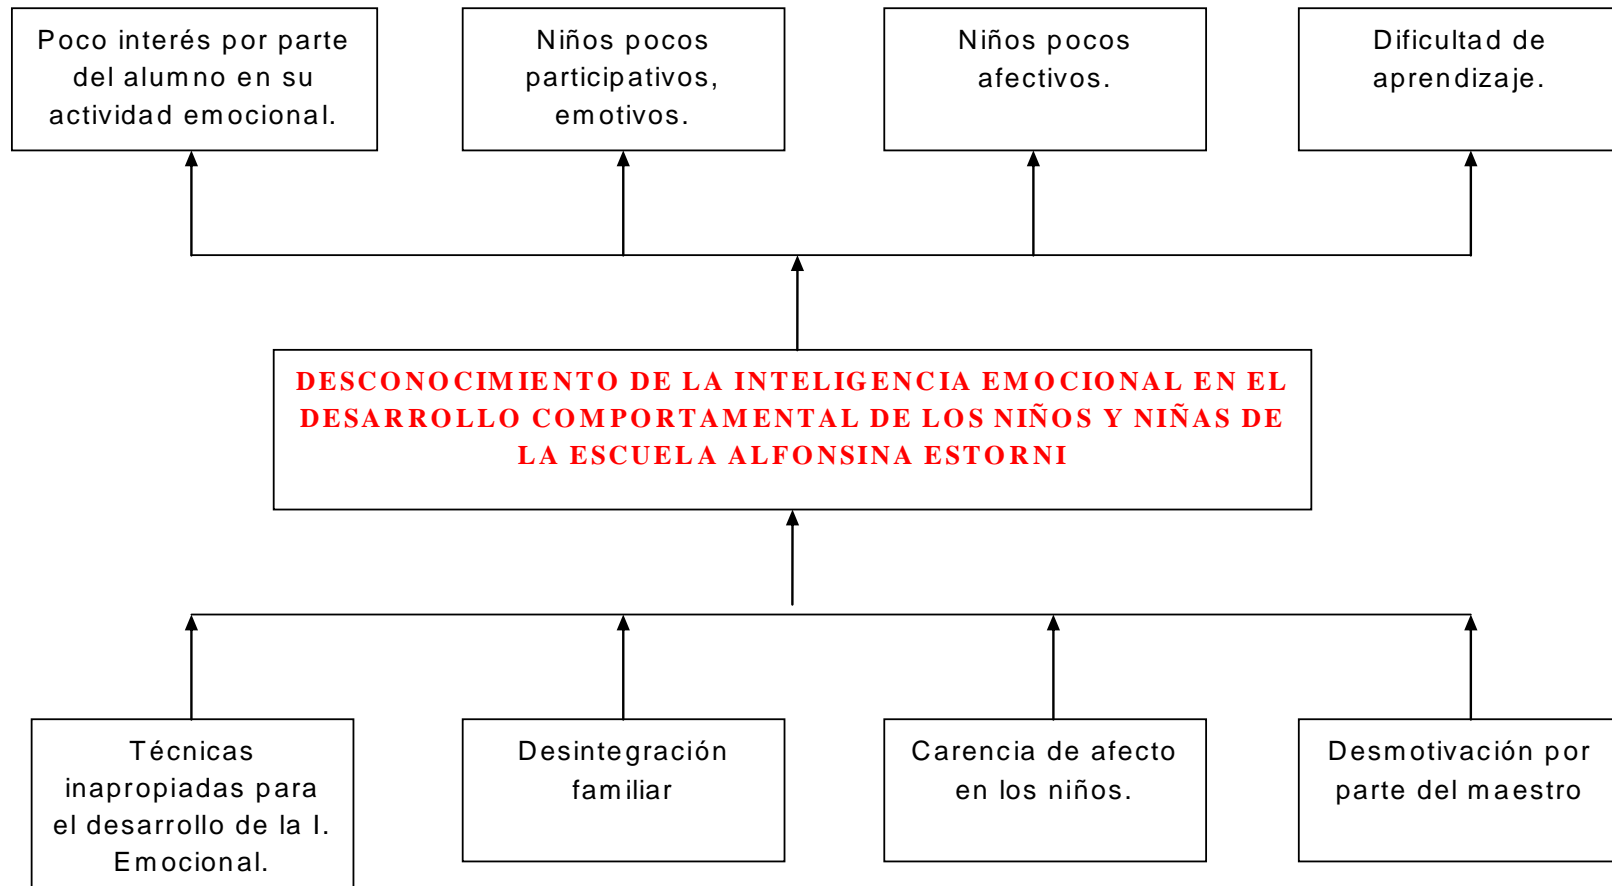 Poco interés por parte
del alumno en su
actividad emocional.
Niños pocos
participativos,
emotivos.
Niños pocos
afectivos.
Dificultad de
aprendizaje.
DESCONOCIMIENTO DE LA INTELIGENCIA EMOCIONAL EN EL
DESARROLLO COMPORTAMENTAL DE LOS NIÑOS Y NIÑAS DE
LA ESCUELA ALFONSINA ESTORNI
Técnicas
inapropiadas para
el desarrollo de la I.
Emocional.
Desintegración
familiar
Carencia de afecto
en los niños.
Desmotivación por
parte del maestro